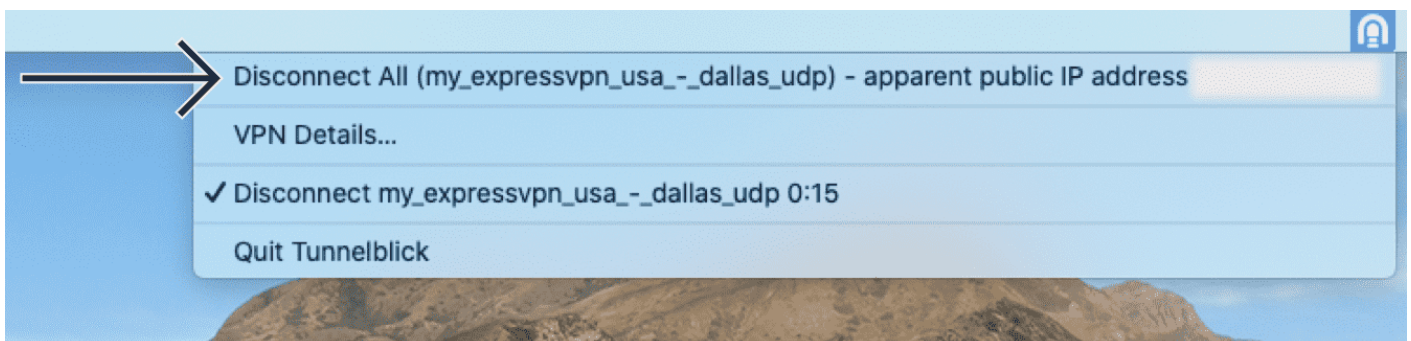 Disconnect All (my_expressvpn_usa_-_dallas_udp) - apparent public IP address
VPN Details...
✓ Disconnect my_expressvpn_usa_-_dallas_udp 0:15
Quit Tunnelblick